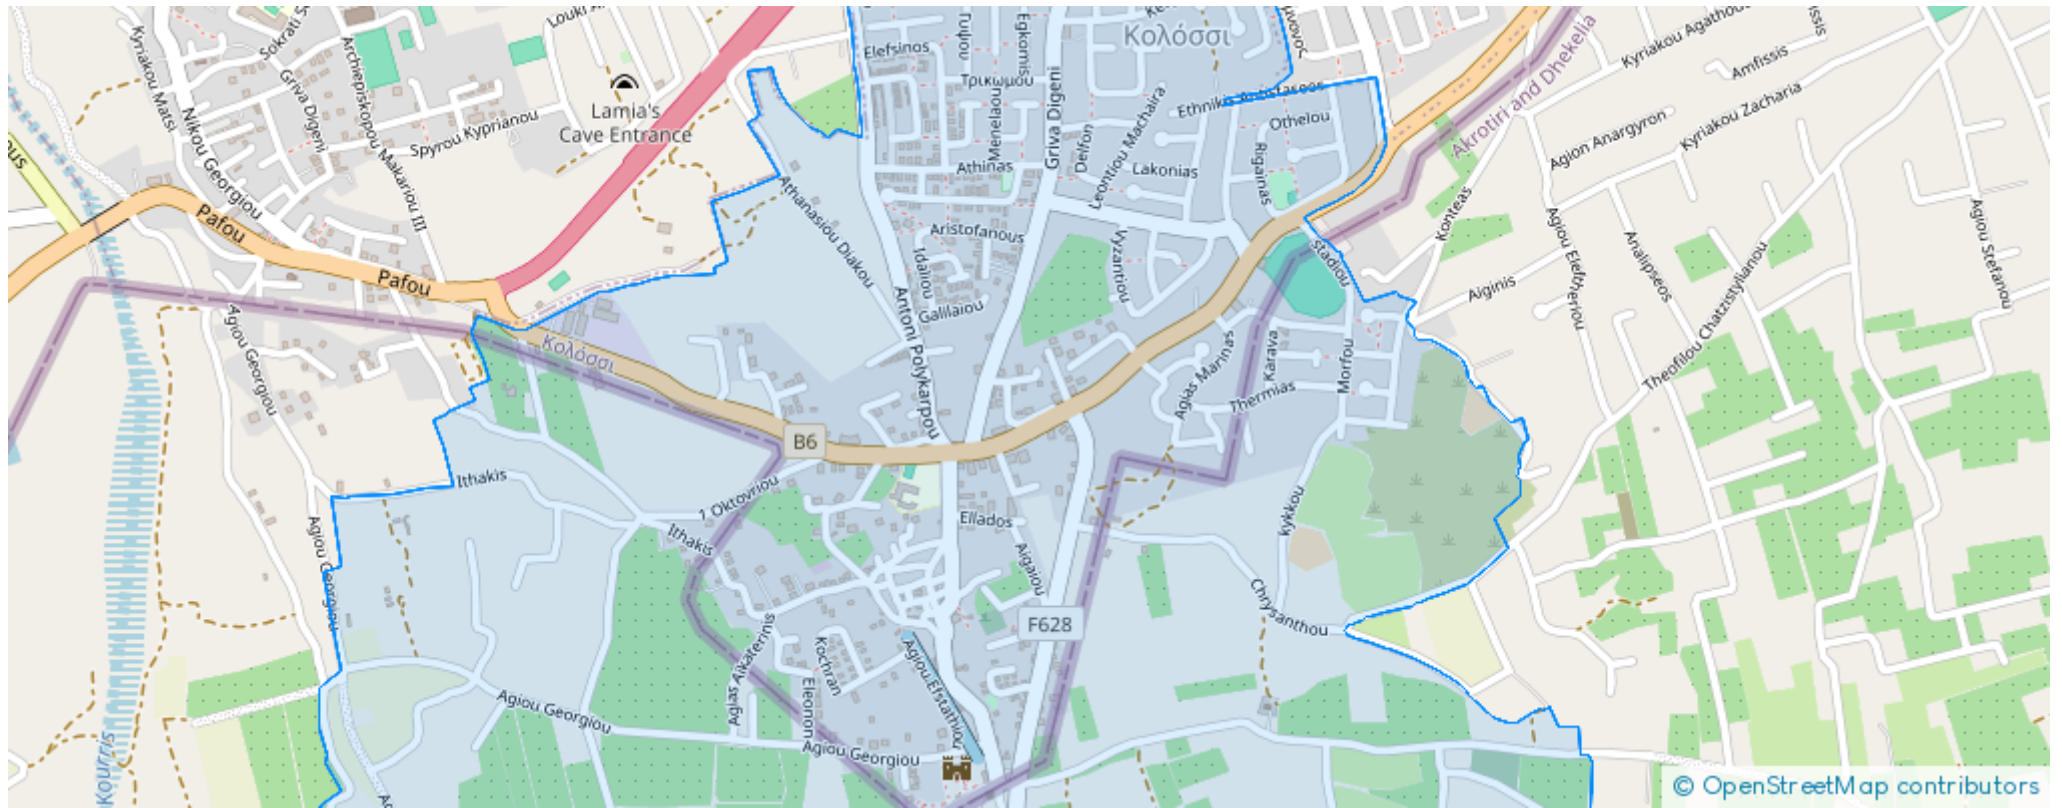 Kyriakou Matsi
Nikou Georgiou
Griva Digeni
Archiepiskopou Makariou III
Spyrou Kyprianou
Lamia's
Cave Entrance
Elefsinos
Egkomis
Τρικωμου
Menelaou
Griva Digeni
Κολόσσι
Leontiou Machaira
Delfon
Athinas
Lakonias
Othelou
Rigainas
Akrotiri and Dhekelia
Kyriakou Agathou
Amfissis
Agion Anargyron
Kyriakou Zacharia
Pafou
Pafou
Athanasiou Diakou
Aristofanous
Idaliou
Galilaiou
Vyzantiou
Stadiou
Konteas
Agiou Eleftheriou
Analipseos
Aiginis
Theofilou Chatzistylianou
Agiou Stefanou
Agiou Georgiou
Κολόσσι
Antoni Polykarpou
Agias Marinas
Karava
Thermias
Morfou
B6
Ithakis
1 Oktovriou
Ithakis
Ellados
Aigaiou
Kykkou
Chrysanthou
Agiou Georgiou
F628
Agias Aikaterinis
Kochran
Eleonon
Agiou Efstathiou
Agiou Georgiou
Agiou Georgiou
Kourris
© OpenStreetMap contributors